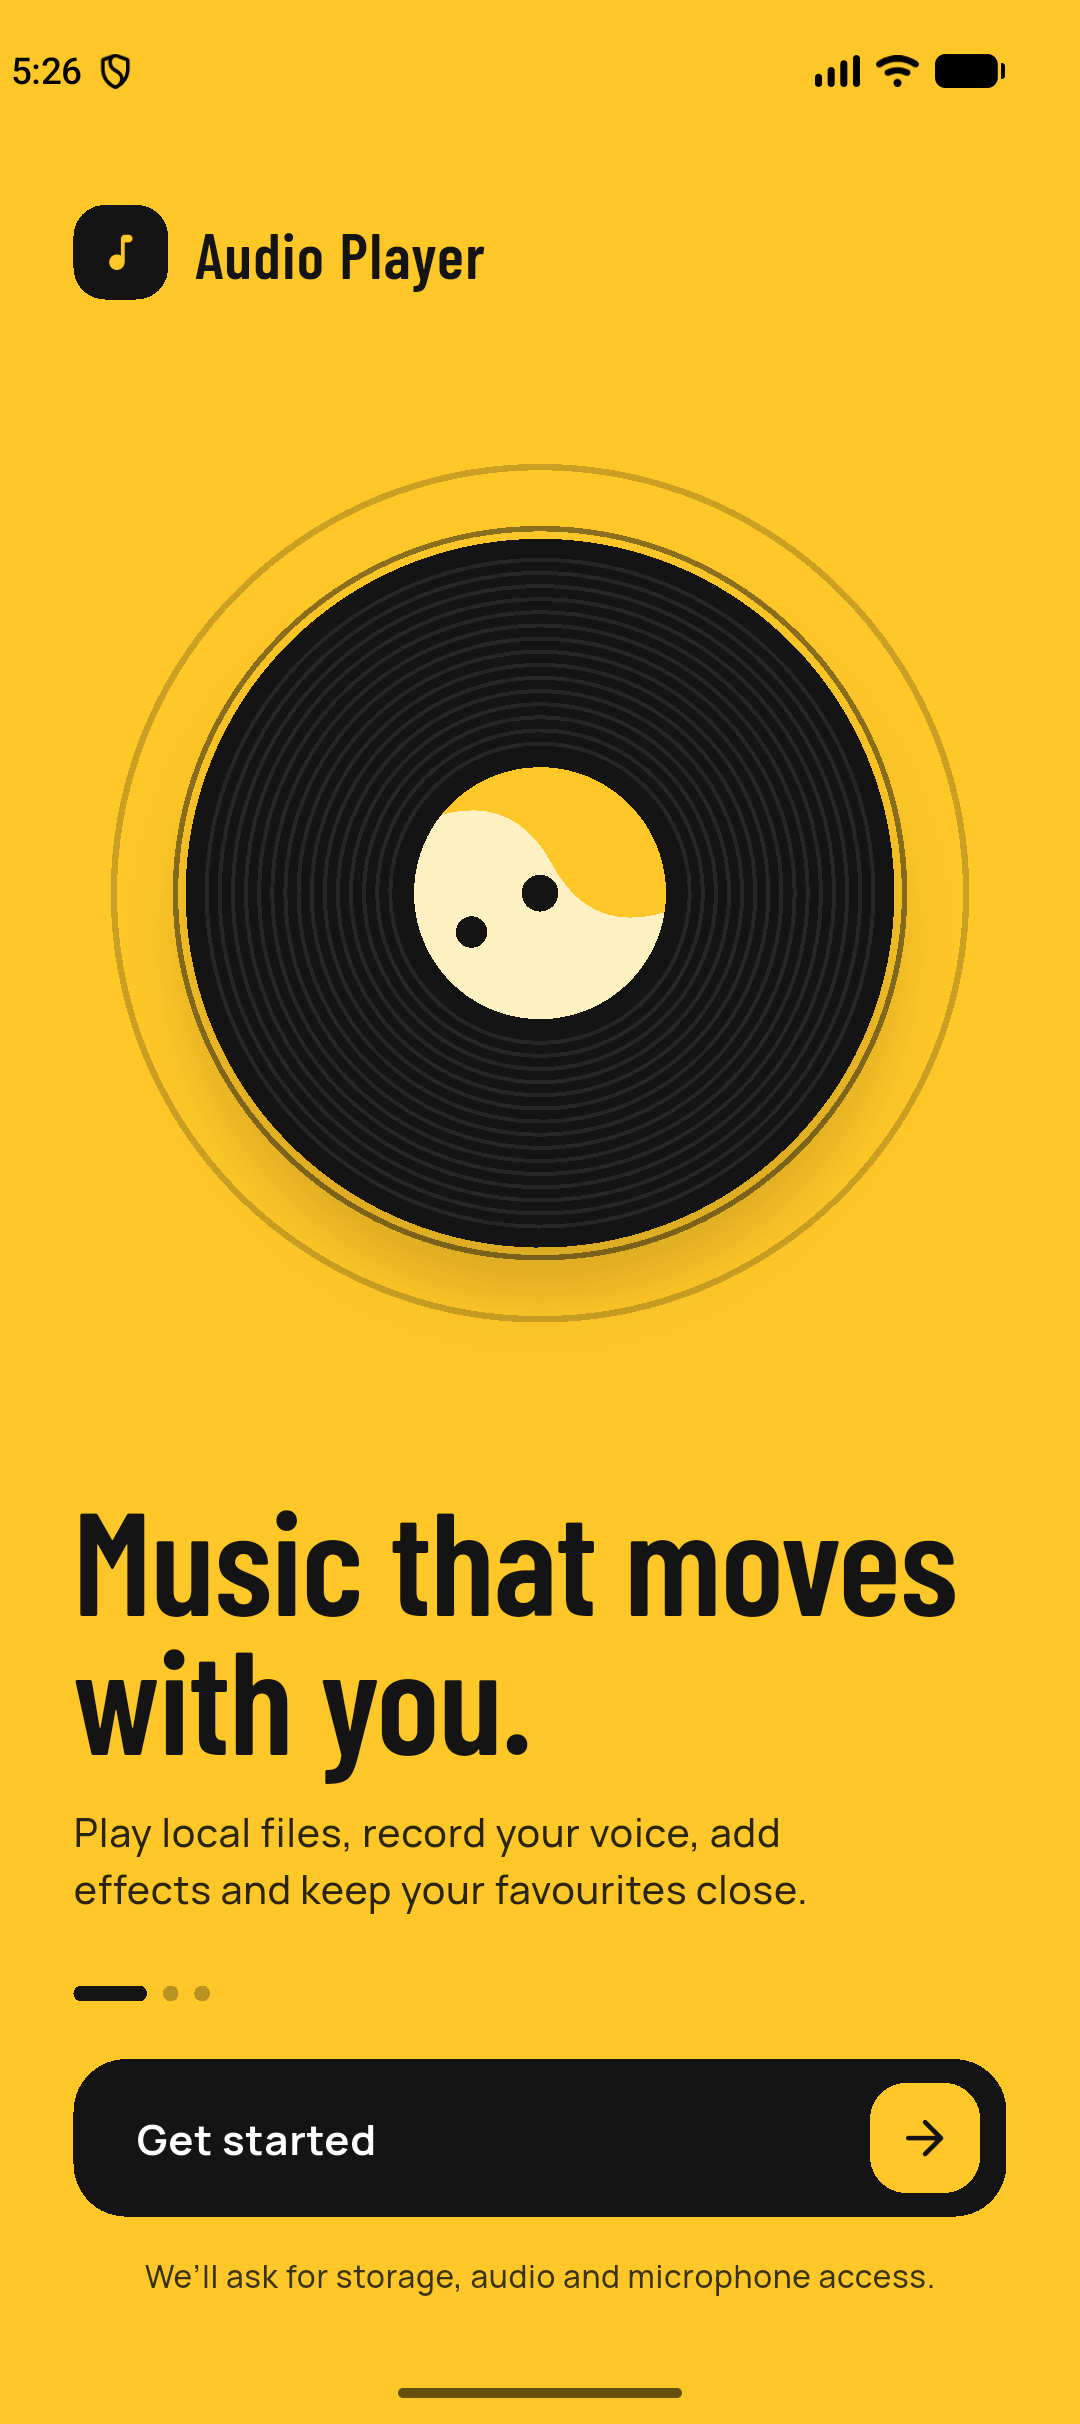 5:26
Audio Player
Music that moves
with you.
Play local files, record your voice, add
effects and keep your favourites close.
Get started
We’ll ask for storage, audio and microphone access.